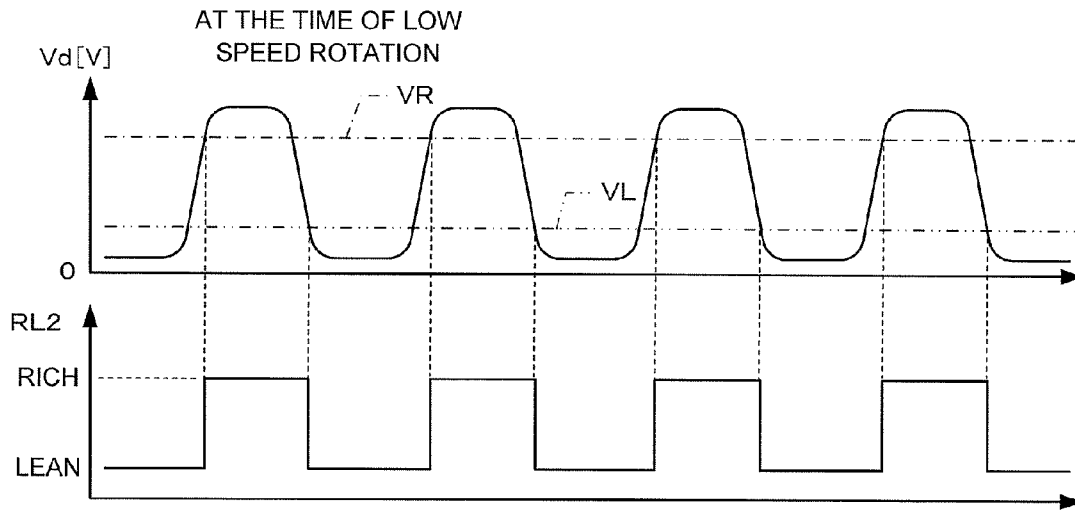 AT THE TIME OF LOW
SPEED ROTATION
Vd[V]
VR
VL
0
RL2
RICH
LEAN